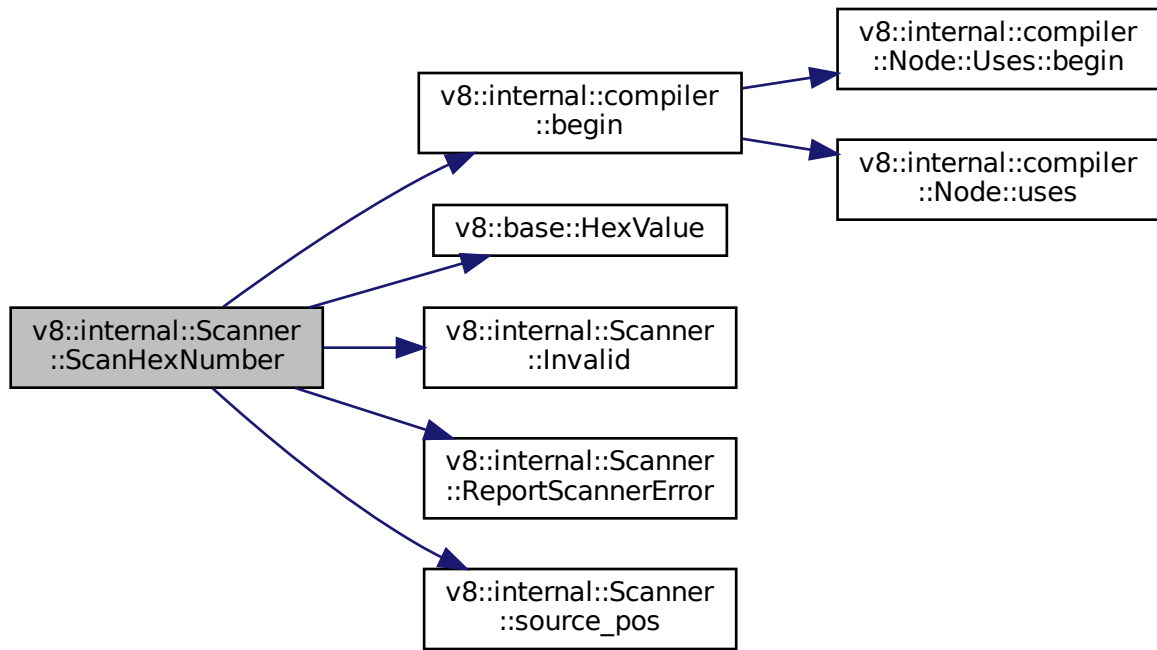 v8::internal::Scanner
::ScanHexNumber
v8::internal::compiler
::begin
v8::internal::compiler
::Node::Uses::begin
v8::internal::compiler
::Node::uses
v8::base::HexValue
v8::internal::Scanner
::Invalid
v8::internal::Scanner
::ReportScannerError
v8::internal::Scanner
::source_pos